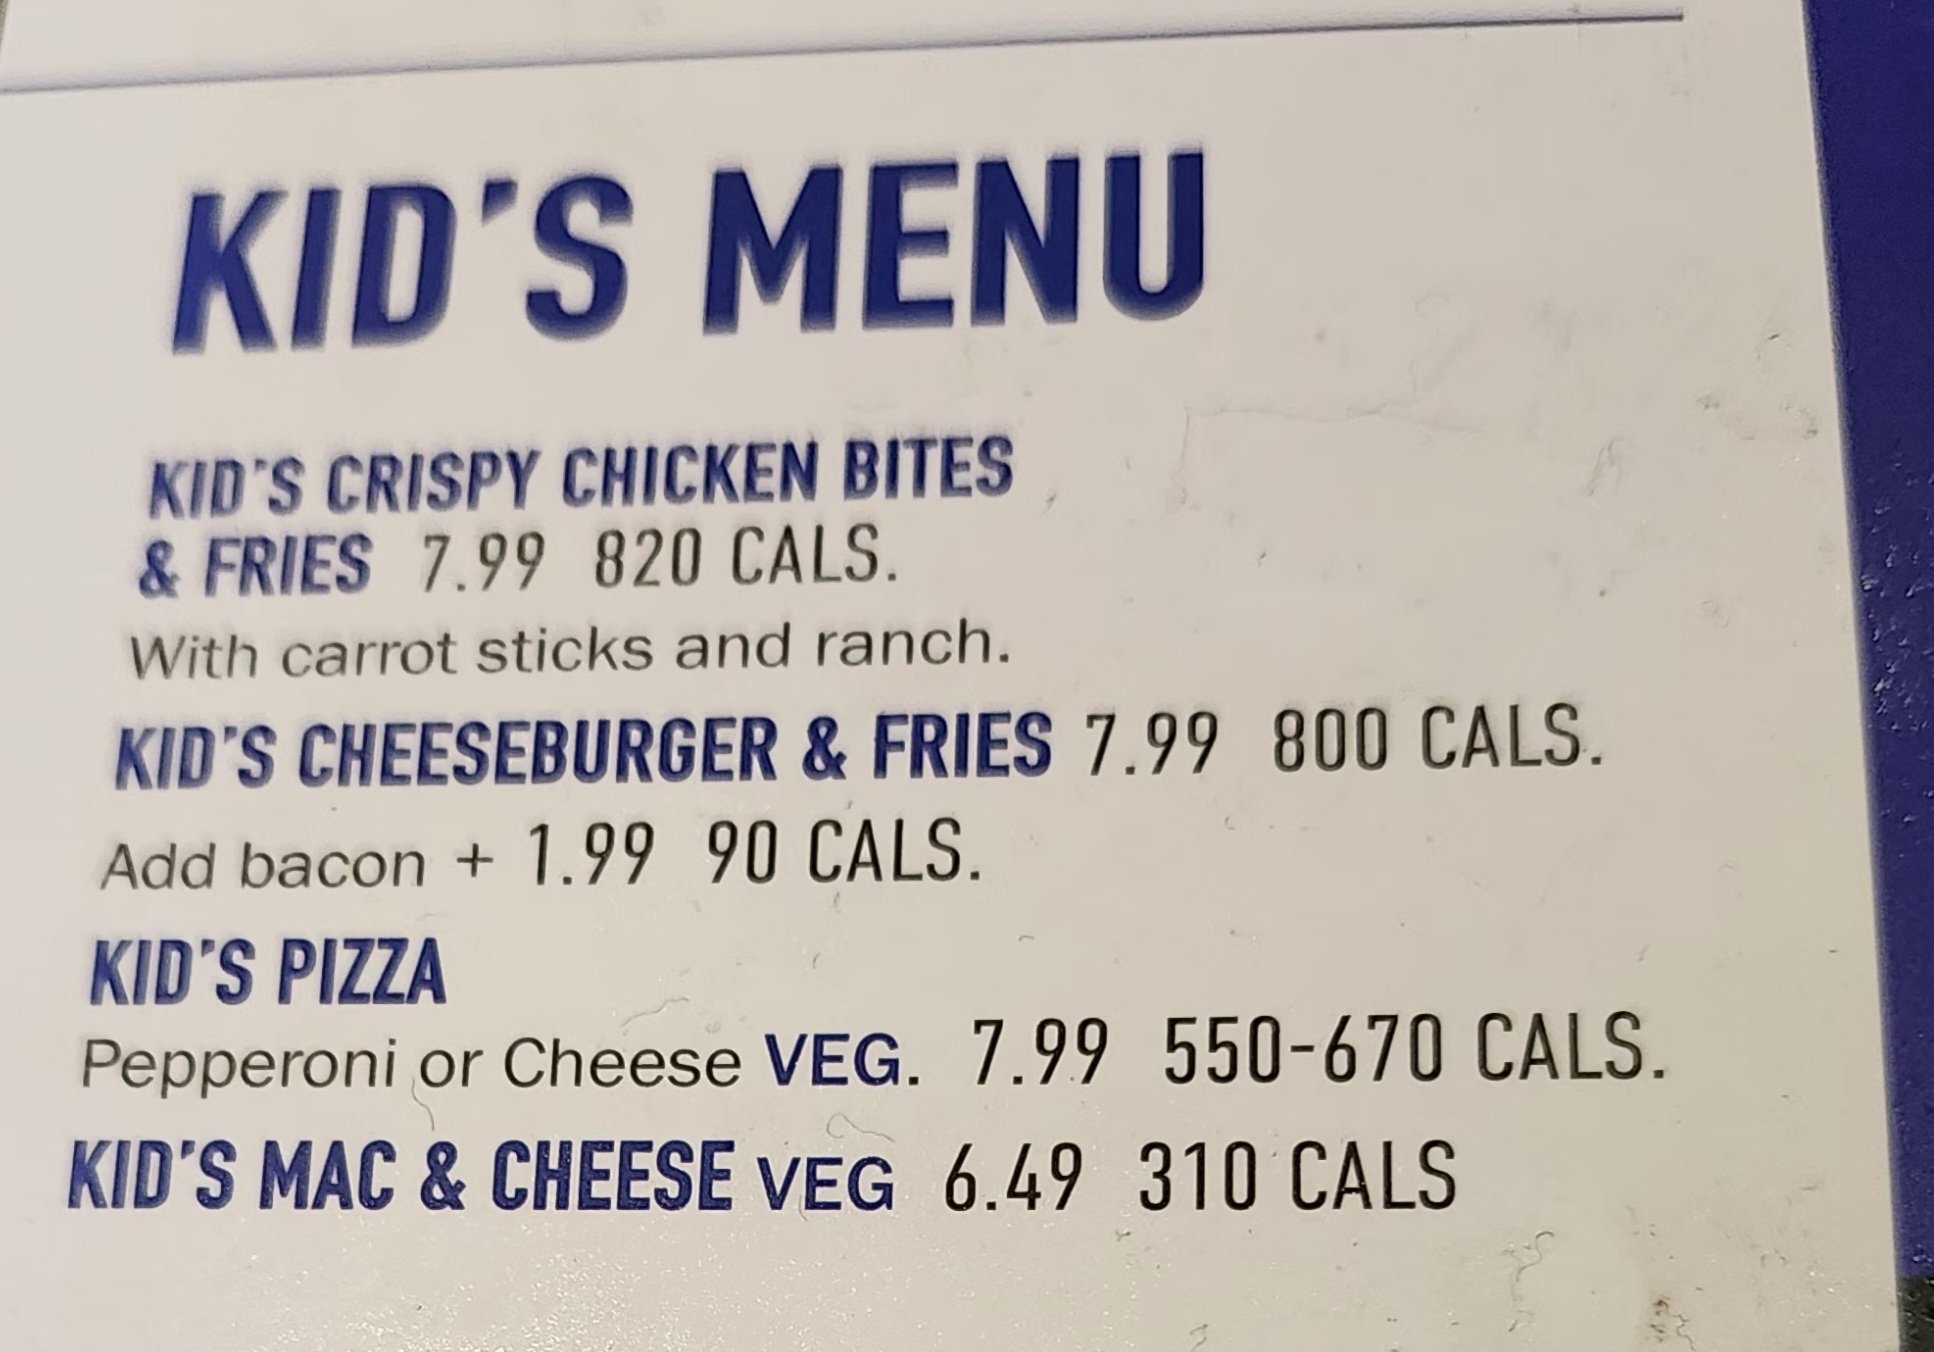 KID'S MENU
KID'S CRISPY CHICKEN BITES
& FRIES 7.99 820 CALS.
With carrot sticks and ranch.
KID'S CHEESEBURGER & FRIES 7.99 800 CALS.
Add bacon + 1.99 90 CALS.
KID'S PIZZA
Pepperoni or Cheese VEG. 7.99 550-670 CALS.
KID'S MAC & CHEESE VEG 6.49 310 CALS